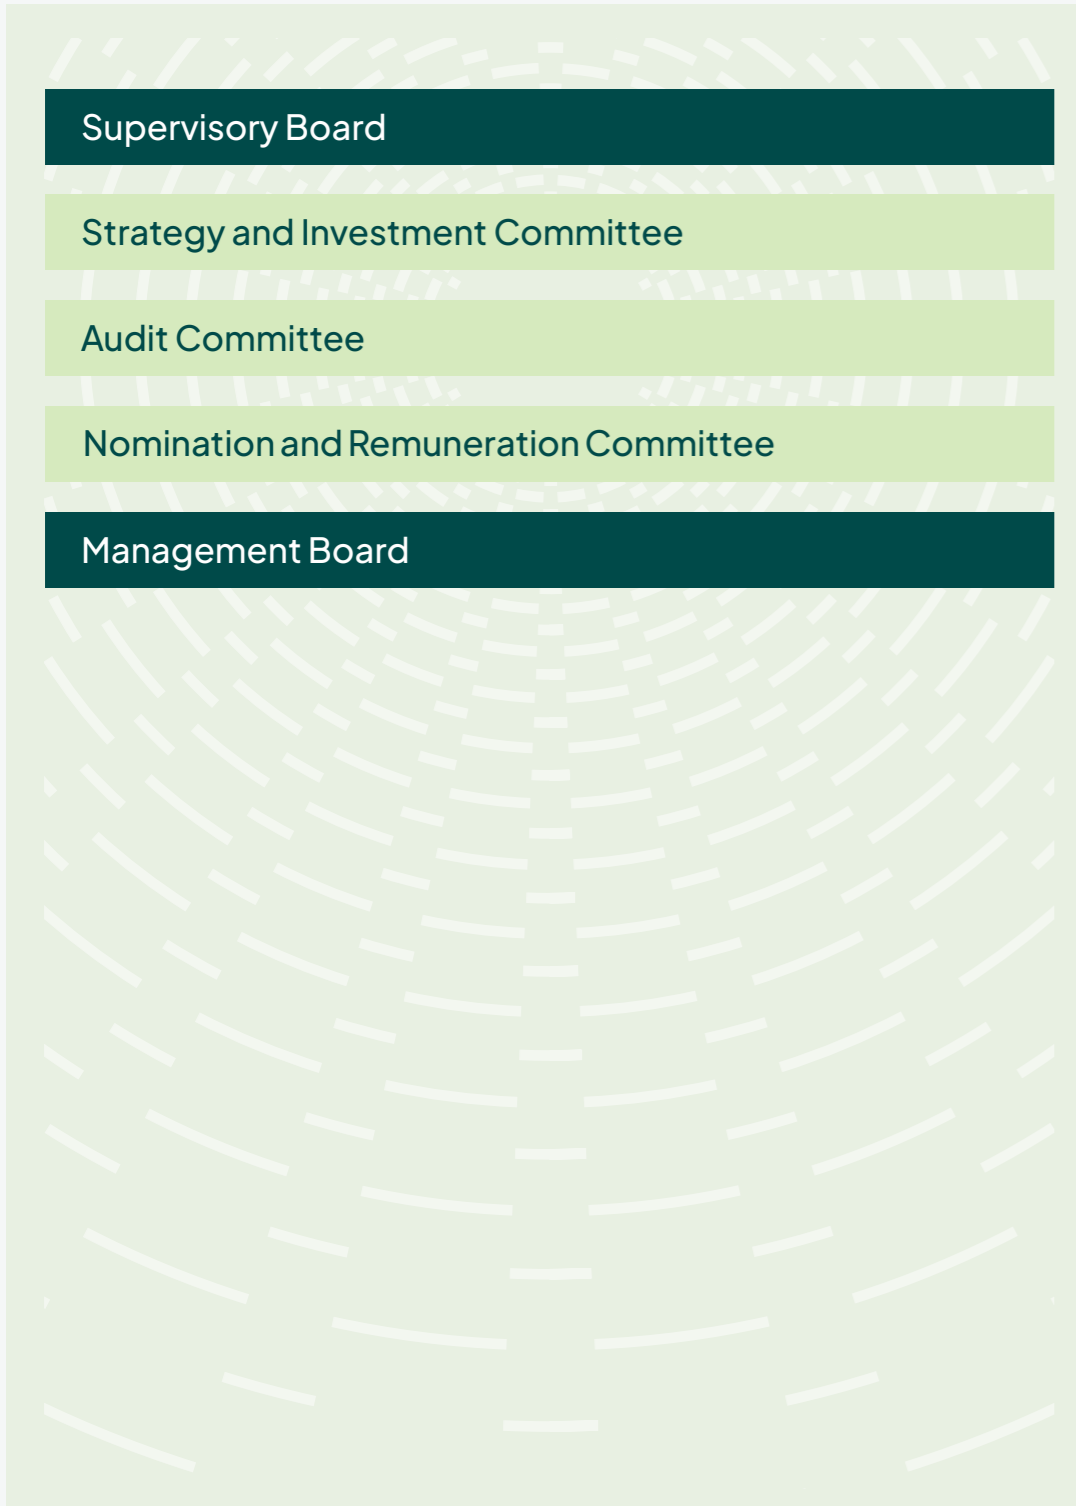 Supervisory Board
Strategy and Investment Committee
Audit Committee
Nomination and Remuneration Committee
Management Board